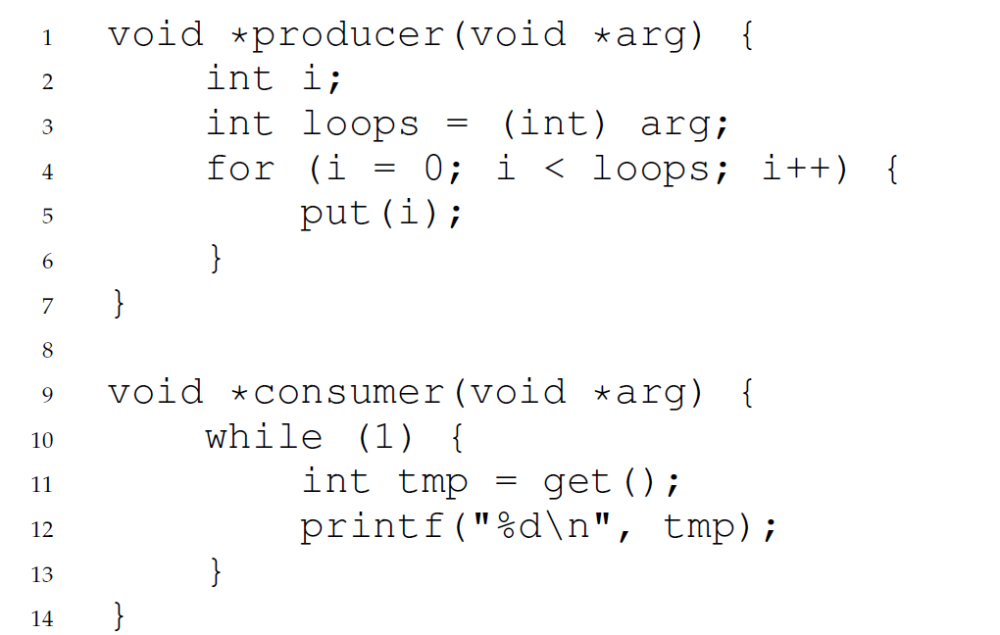 1 void *producer(void *arg) {
2     int i;
3     int loops = (int) arg;
4     for (i = 0; i < loops; i++) {
5         put(i);
6     }
7 }
8
9 void *consumer(void *arg) {
10     while (1) {
11         int tmp = get();
12         printf("%d\n", tmp);
13     }
14 }